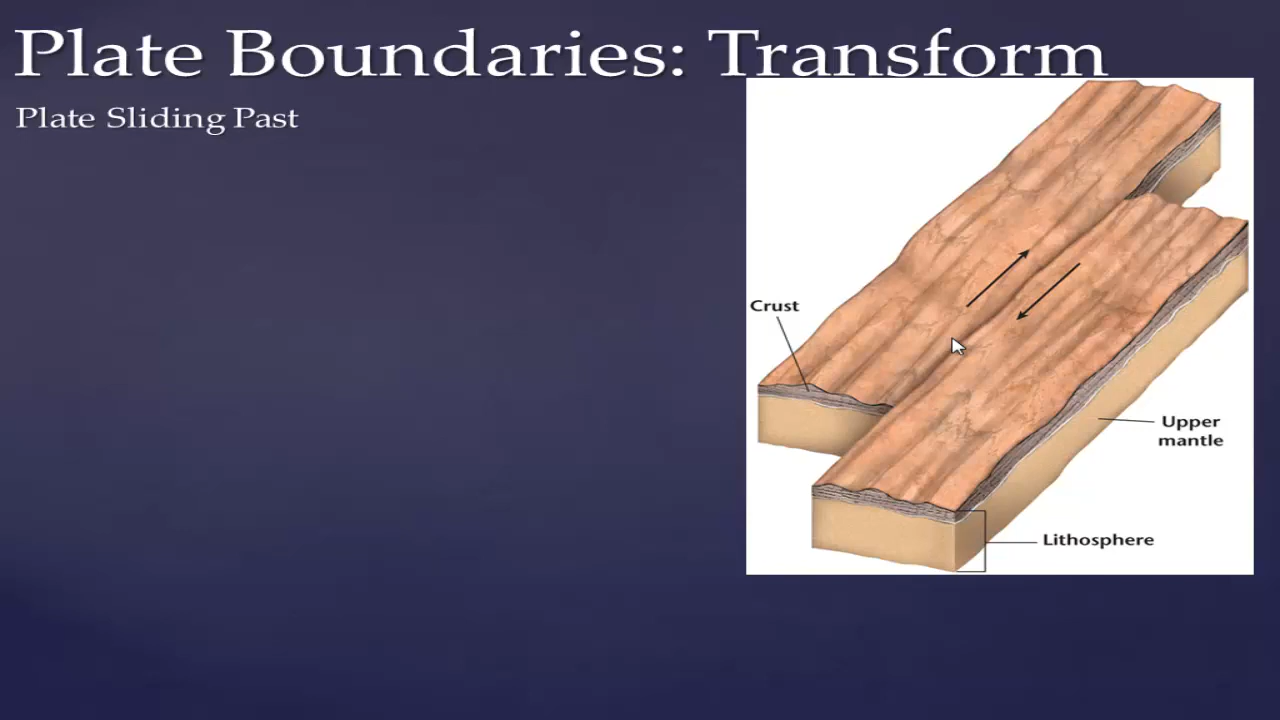 Plate Boundaries: Transform
Plate Sliding Past
Crust
Upper
mantle
Lithosphere